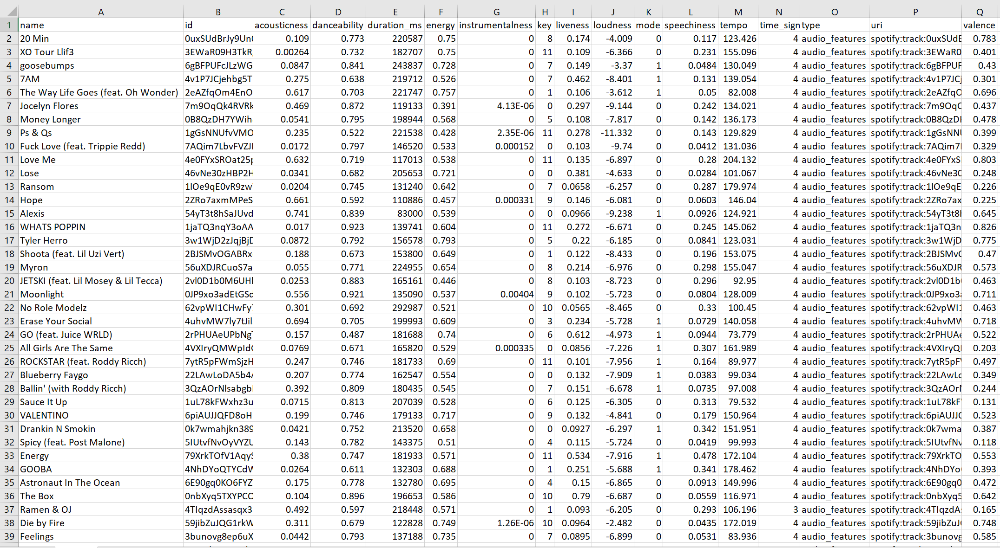 A B C D E F G H I J K L M N O P Q
1 name id acousticness danceability duration_ms energy instrumentalness key liveness loudness mode speechiness tempo time_sign type uri valence
2 20 Min 0uxSUdBrJy9Un 0.109 0.773 220587 0.75 0 8 0.174 -4.009 0 0.117 123.426 4 audio_features spotify:track:0uxSUdB 0.783
3 XO Tour Llif3 3EWaR09H3TkR 0.00264 0.732 182707 0.75 0 11 0.109 -6.366 0 0.231 155.096 4 audio_features spotify:track:3EWaR0 0.401
4 goosebumps 6gBFPUFcJLzWG 0.0847 0.841 243837 0.728 0 7 0.149 -3.37 1 0.0484 130.049 4 audio_features spotify:track:6gBFPUF 0.43
5 7AM 4v1P7JCjehbg5T 0.275 0.638 219712 0.526 0 7 0.462 -8.401 1 0.131 139.054 4 audio_features spotify:track:4v1P7JCj 0.301
6 The Way Life Goes (feat. Oh Wonder) 2eAZfqOm4EnO 0.617 0.703 221747 0.757 0 1 0.106 -3.612 1 0.05 82.008 4 audio_features spotify:track:2eAZfqO 0.696
7 Jocelyn Flores 7m9OqQk4RVRk 0.469 0.872 119133 0.391 4.13E-06 0 0.297 -9.144 0 0.242 134.021 4 audio_features spotify:track:7m9OqQ 0.437
8 Money Longer 0B8QzDH7YWih 0.0541 0.795 198944 0.568 0 5 0.108 -7.817 0 0.142 136.173 4 audio_features spotify:track:0B8QzDH 0.478
9 Ps & Qs 1gGsNNUfvVMO 0.235 0.522 221538 0.428 2.35E-06 11 0.278 -11.332 0 0.143 129.829 4 audio_features spotify:track:1gGsNNU 0.399
10 Fuck Love (feat. Trippie Redd) 7AQim7LbvFVZJ 0.0172 0.797 146520 0.533 0.000152 0 0.103 -9.74 0 0.0412 131.036 4 audio_features spotify:track:7AQim7 0.329
11 Love Me 4e0FYxSROat25p 0.632 0.719 117013 0.538 0 11 0.135 -6.897 0 0.28 204.132 4 audio_features spotify:track:4e0FYxS 0.803
12 Lose 46vNe30zHBP2H 0.0341 0.682 205653 0.721 0 0 0.381 -4.633 0 0.0284 101.067 4 audio_features spotify:track:46vNe30 0.248
13 Ransom 1lOe9qE0vR9zw 0.0204 0.745 131240 0.642 0 7 0.0658 -6.257 0 0.287 179.974 4 audio_features spotify:track:1lOe9qE 0.226
14 Hope 2ZRo7axmMPeS 0.661 0.592 110886 0.457 0.000331 9 0.146 -6.081 0 0.0603 146.04 4 audio_features spotify:track:2ZRo7ax 0.225
15 Alexis 54yT3t8hSaJUvd 0.741 0.839 83000 0.539 0 0 0.0966 -9.238 1 0.0926 124.921 4 audio_features spotify:track:54yT3t8h 0.645
16 WHATS POPPIN 1jaTQ3nqY3oAA 0.017 0.923 139741 0.604 0 11 0.272 -6.671 0 0.245 145.062 4 audio_features spotify:track:1jaTQ3n 0.826
17 Tyler Herro 3w1WjD2zJqjBjD 0.0872 0.792 156578 0.793 0 5 0.22 -6.185 0 0.0841 123.031 4 audio_features spotify:track:3w1WjD 0.775
18 Shoota (feat. Lil Uzi Vert) 2BJSMvOGABRx 0.188 0.673 153800 0.649 0 1 0.122 -8.433 0 0.196 153.075 4 audio_features spotify:track:2BJSMvO 0.47
19 Myron 56uXDJRCuoS7a 0.055 0.771 224955 0.654 0 8 0.214 -6.976 0 0.298 155.047 4 audio_features spotify:track:56uXDJR 0.573
20 JETSKI (feat. Lil Mosey & Lil Tecca) 2vl0D1b0M6UH 0.0253 0.883 165161 0.446 0 8 0.103 -8.723 0 0.296 92.95 4 audio_features spotify:track:2vl0D1b 0.463
21 Moonlight 0JP9xo3adEtGSc 0.556 0.921 135090 0.537 0.00404 9 0.102 -5.723 0 0.0804 128.009 4 audio_features spotify:track:0JP9xo3a 0.711
22 No Role Modelz 62vpWI1CHwFy 0.301 0.692 292987 0.521 0 10 0.0565 -8.465 0 0.33 100.45 4 audio_features spotify:track:62vpWI1 0.463
23 Erase Your Social 4uhvMW7ly7tJil 0.694 0.705 199993 0.609 0 3 0.234 -5.728 1 0.0729 140.058 4 audio_features spotify:track:4uhvMW 0.718
24 GO (feat. Juice WRLD) 2rPHUAeUPbNg 0.157 0.487 181688 0.74 0 6 0.612 -4.973 1 0.0944 73.779 4 audio_features spotify:track:2rPHUAe 0.522
25 All Girls Are The Same 4VXIryQMWpId 0.0769 0.671 165820 0.529 0.000335 0 0.0856 -7.226 1 0.307 161.989 4 audio_features spotify:track:4VXIryQ 0.203
26 ROCKSTAR (feat. Roddy Ricch) 7ytR5pFWmSjzH 0.247 0.746 181733 0.69 0 11 0.101 -7.956 1 0.164 89.977 4 audio_features spotify:track:7ytR5pF 0.497
27 Blueberry Faygo 22LAwLoDA5b4 0.207 0.774 162547 0.554 0 0 0.132 -7.909 1 0.0383 99.034 4 audio_features spotify:track:22LAwLo 0.349
28 Ballin' (with Roddy Ricch) 3QzAOrNlsabgb 0.392 0.809 180435 0.545 0 7 0.151 -6.678 1 0.0735 97.008 4 audio_features spotify:track:3QzAOrN 0.244
29 Sauce It Up 1uL78kFWxhz3u 0.0715 0.813 207039 0.528 0 6 0.125 -6.305 0 0.313 79.532 4 audio_features spotify:track:1uL78kF 0.131
30 VALENTINO 6piAUJJQFD8oH 0.199 0.746 179133 0.717 0 9 0.132 -4.841 0 0.179 150.964 4 audio_features spotify:track:6piAUJJQ 0.523
31 Drankin N Smokin 0k7wmahjkn389 0.0421 0.752 213520 0.658 0 0 0.0927 -6.297 1 0.342 151.951 4 audio_features spotify:track:0k7wma 0.387
32 Spicy (feat. Post Malone) 5IUtvfNvOyVYZU 0.143 0.782 143375 0.51 0 4 0.115 -5.724 0 0.0419 99.993 4 audio_features spotify:track:5IUtvfNv 0.118
33 Energy 79XrkTOfV1AqyS 0.38 0.747 181933 0.571 0 11 0.534 -7.916 1 0.478 172.104 4 audio_features spotify:track:79XrkTO 0.553
34 GOOBA 4NhDYoQTYCdW 0.0264 0.611 132303 0.688 0 1 0.251 -5.688 1 0.341 178.462 4 audio_features spotify:track:4NhDYo 0.393
35 Astronaut In The Ocean 6E90gq0KO6FYZ 0.175 0.778 132780 0.695 0 4 0.15 -6.865 0 0.0913 149.996 4 audio_features spotify:track:6E90gq0 0.472
36 The Box 0nbXyq5TXYPCC 0.104 0.896 196653 0.586 0 10 0.79 -6.687 0 0.0559 116.971 4 audio_features spotify:track:0nbXyq5 0.642
37 Ramen & OJ 4TIqzdAssasqx3 0.492 0.597 218448 0.571 0 1 0.093 -6.205 0 0.293 106.196 3 audio_features spotify:track:4TIqzdAs 0.165
38 Die by Fire 59jibZuJQG1rkW 0.311 0.679 122828 0.749 1.26E-06 10 0.0964 -2.482 0 0.0435 172.019 4 audio_features spotify:track:59jibZuJ 0.748
39 Feelings 3bunovg8ep6uX 0.0442 0.793 137188 0.735 0 7 0.0895 -6.899 0 0.0531 83.936 4 audio_features spotify:track:3bunovg 0.585